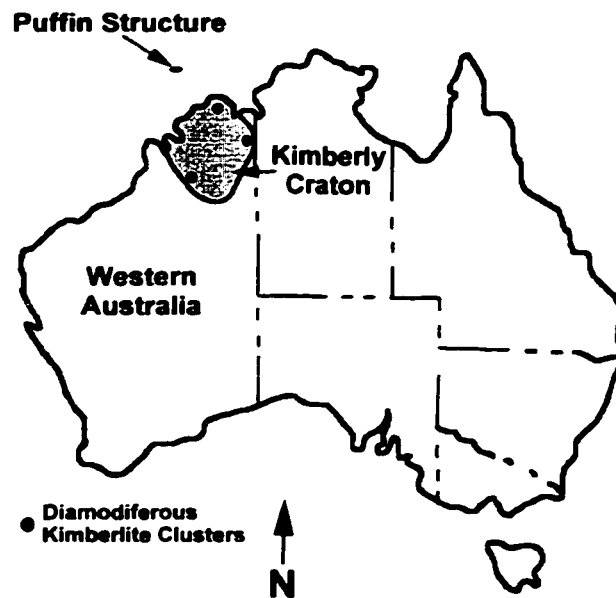 Puffin Structure
Kimberly
Craton
Western
Australia
Diamodiferous
Kimberlite Clusters
N